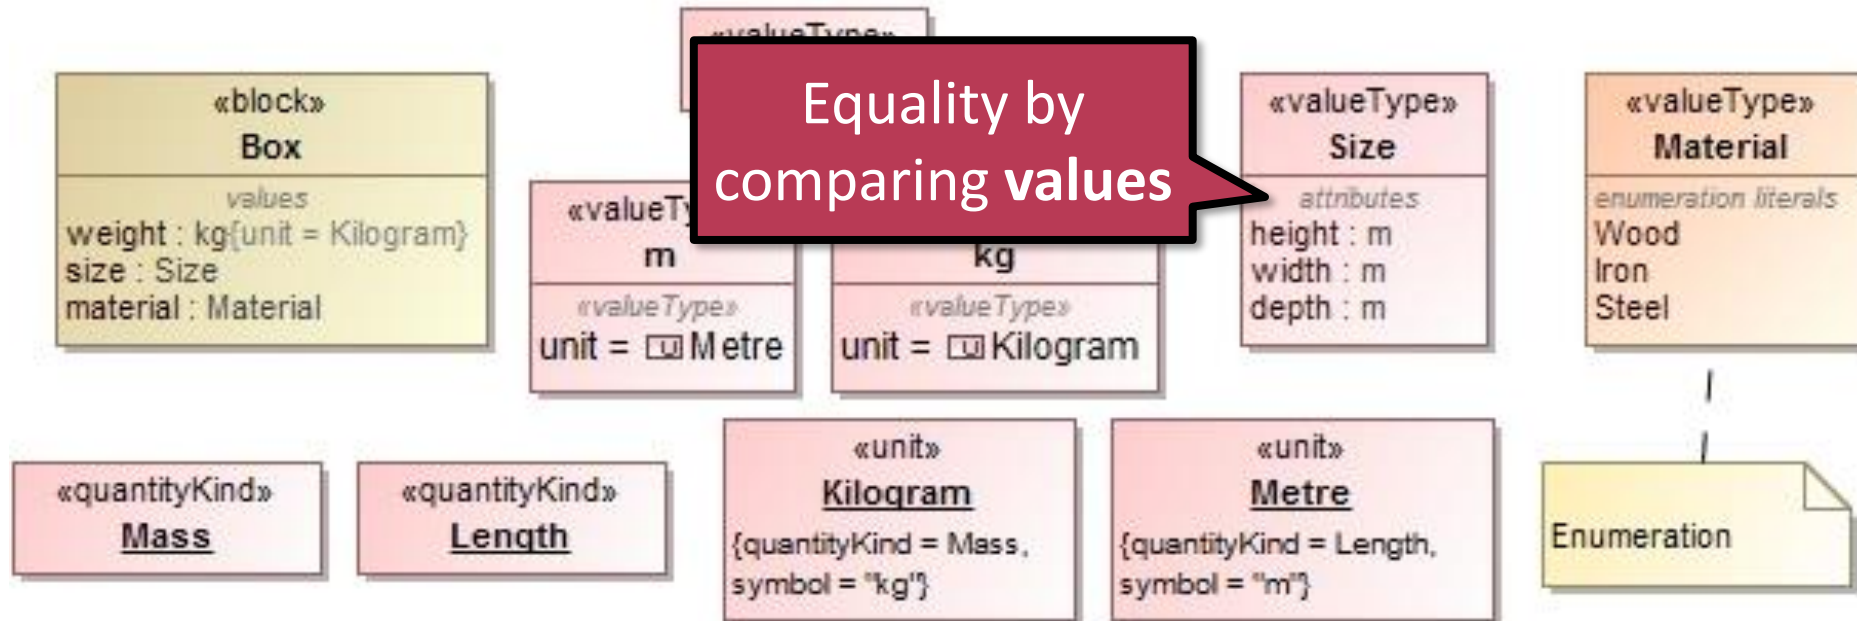 «valueType»
Equality by
comparing values
«block»
Box
values
weight : kg{unit = Kilogram}
size : Size
material : Material
«valueTy
m
«valueType»
unit = Metre
kg
«valueType»
unit = Kilogram
«valueType»
Size
attributes
height : m
width : m
depth : m
«valueType»
Material
enumeration literals
Wood
Iron
Steel
«quantityKind»
Mass
«quantityKind»
Length
«unit»
Kilogram
{quantityKind = Mass,
symbol = "kg"}
«unit»
Metre
{quantityKind = Length,
symbol = "m"}
Enumeration